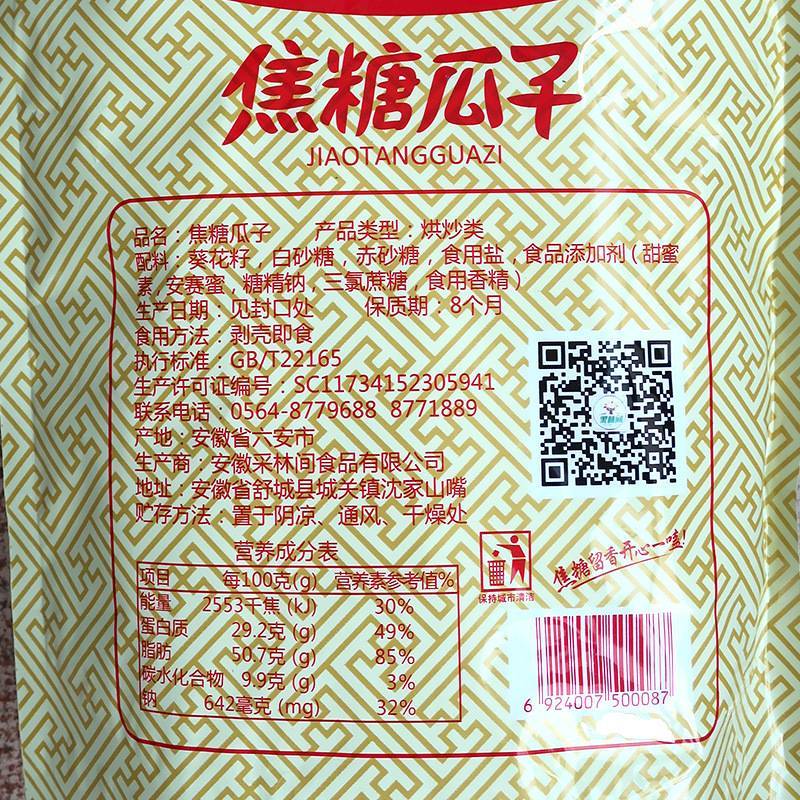 焦糖瓜子
JIAOTANGGUAZI
品名：焦糖瓜子 产品类型：烘炒类
配料：葵花籽，白砂糖，赤砂糖，食用盐，食品添加剂（甜蜜
素，安赛蜜，糖精钠，三氯蔗糖，食用香精）
生产日期：见封口处 保质期：8个月
食用方法：剥壳即食
执行标准：GB/T22165
生产许可证编号：SC11734152305941
联系电话：0564-8779688 8771889
产地：安徽省六安市
生产商：安徽采林间食品有限公司
地址：安徽省舒城县城关镇沈家山嘴
贮存方法：置于阴凉、通风、干燥处
营养成分表
项目 每100克(g) 营养素参考值%
能量 2553千焦 (kJ) 30%
蛋白质 29.2克 (g) 49%
脂肪 50.7克 (g) 85%
碳水化合物 9.9克 (g) 3%
钠 642毫克 (mg) 32%
保持城市清洁
焦糖留香开心一嗑！
6 924007 500087